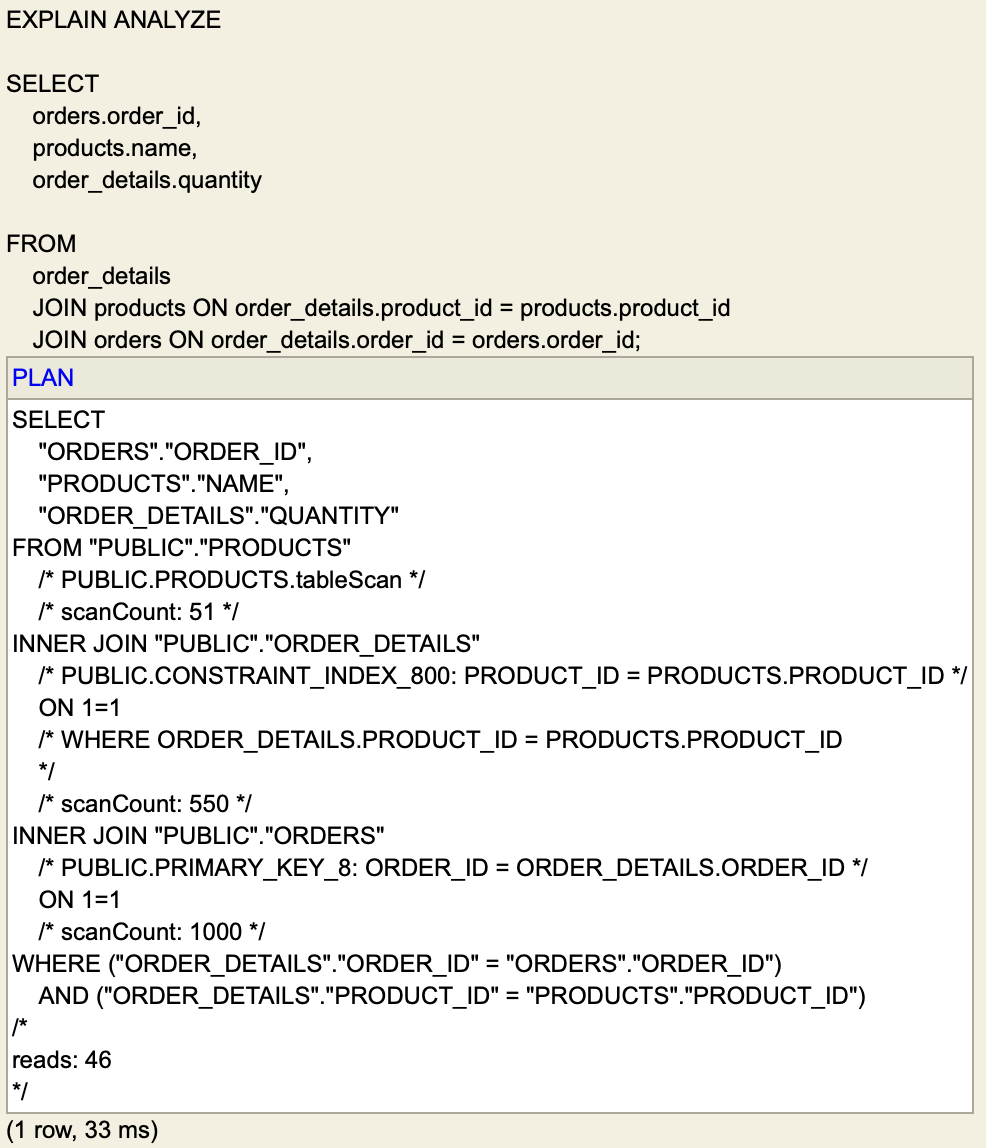 EXPLAIN ANALYZE
SELECT
orders.order_id,
products.name,
order_details.quantity
FROM
order_details
JOIN products ON order_details.product_id = products.product_id
JOIN orders ON order_details.order_id = orders.order_id;
PLAN
SELECT
"ORDERS"."ORDER_ID",
"PRODUCTS"."NAME",
"ORDER_DETAILS"."QUANTITY"
FROM "PUBLIC"."PRODUCTS"
/* PUBLIC.PRODUCTS.tableScan */
/* scanCount: 51 */
INNER JOIN "PUBLIC"."ORDER_DETAILS"
/* PUBLIC.CONSTRAINT_INDEX_800: PRODUCT_ID = PRODUCTS.PRODUCT_ID */
ON 1=1
/* WHERE ORDER_DETAILS.PRODUCT_ID = PRODUCTS.PRODUCT_ID
*/
/* scanCount: 550 */
INNER JOIN "PUBLIC"."ORDERS"
/* PUBLIC.PRIMARY_KEY_8: ORDER_ID = ORDER_DETAILS.ORDER_ID */
ON 1=1
/* scanCount: 1000 */
WHERE ("ORDER_DETAILS"."ORDER_ID" = "ORDERS"."ORDER_ID")
AND ("ORDER_DETAILS"."PRODUCT_ID" = "PRODUCTS"."PRODUCT_ID")
/*
reads: 46
*/
(1 row, 33 ms)